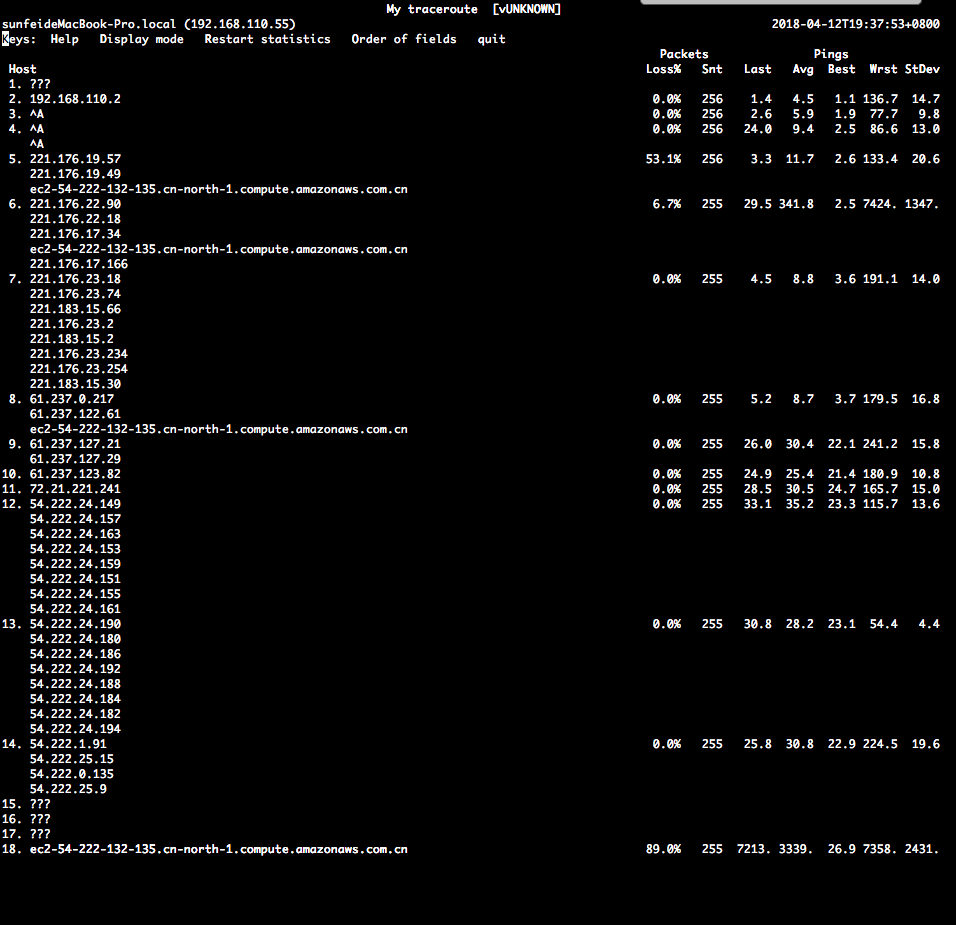 My traceroute [vUNKNOWN]
sunfeideMacBook-Pro.local (192.168.110.55) 2018-04-12T19:37:53+0800
Keys: Help Display mode Restart statistics Order of fields quit
Packets Pings
Host Loss% Snt Last Avg Best Wrst StDev
1. ???
2. 192.168.110.2 0.0% 256 1.4 4.5 1.1 136.7 14.7
3. ^A 0.0% 256 2.6 5.9 1.9 77.7 9.8
4. ^A 0.0% 256 24.0 9.4 2.5 86.6 13.0
^A
5. 221.176.19.57 53.1% 256 3.3 11.7 2.6 133.4 20.6
221.176.19.49
ec2-54-222-132-135.cn-north-1.compute.amazonaws.com.cn
6. 221.176.22.90 6.7% 255 29.5 341.8 2.5 7424. 1347.
221.176.22.18
221.176.17.34
ec2-54-222-132-135.cn-north-1.compute.amazonaws.com.cn
221.176.17.166
7. 221.176.23.18 0.0% 255 4.5 8.8 3.6 191.1 14.0
221.176.23.74
221.183.15.66
221.176.23.2
221.183.15.2
221.176.23.234
221.176.23.254
221.183.15.30
8. 61.237.0.217 0.0% 255 5.2 8.7 3.7 179.5 16.8
61.237.122.61
ec2-54-222-132-135.cn-north-1.compute.amazonaws.com.cn
9. 61.237.127.21 0.0% 255 26.0 30.4 22.1 241.2 15.8
61.237.127.29
10. 61.237.123.82 0.0% 255 24.9 25.4 21.4 180.9 10.8
11. 72.21.221.241 0.0% 255 28.5 30.5 24.7 165.7 15.0
12. 54.222.24.149 0.0% 255 33.1 35.2 23.3 115.7 13.6
54.222.24.157
54.222.24.163
54.222.24.153
54.222.24.159
54.222.24.151
54.222.24.155
54.222.24.161
13. 54.222.24.190 0.0% 255 30.8 28.2 23.1 54.4 4.4
54.222.24.180
54.222.24.186
54.222.24.192
54.222.24.188
54.222.24.184
54.222.24.182
54.222.24.194
14. 54.222.1.91 0.0% 255 25.8 30.8 22.9 224.5 19.6
54.222.25.15
54.222.0.135
54.222.25.9
15. ???
16. ???
17. ???
18. ec2-54-222-132-135.cn-north-1.compute.amazonaws.com.cn 89.0% 255 7213. 3339. 26.9 7358. 2431.